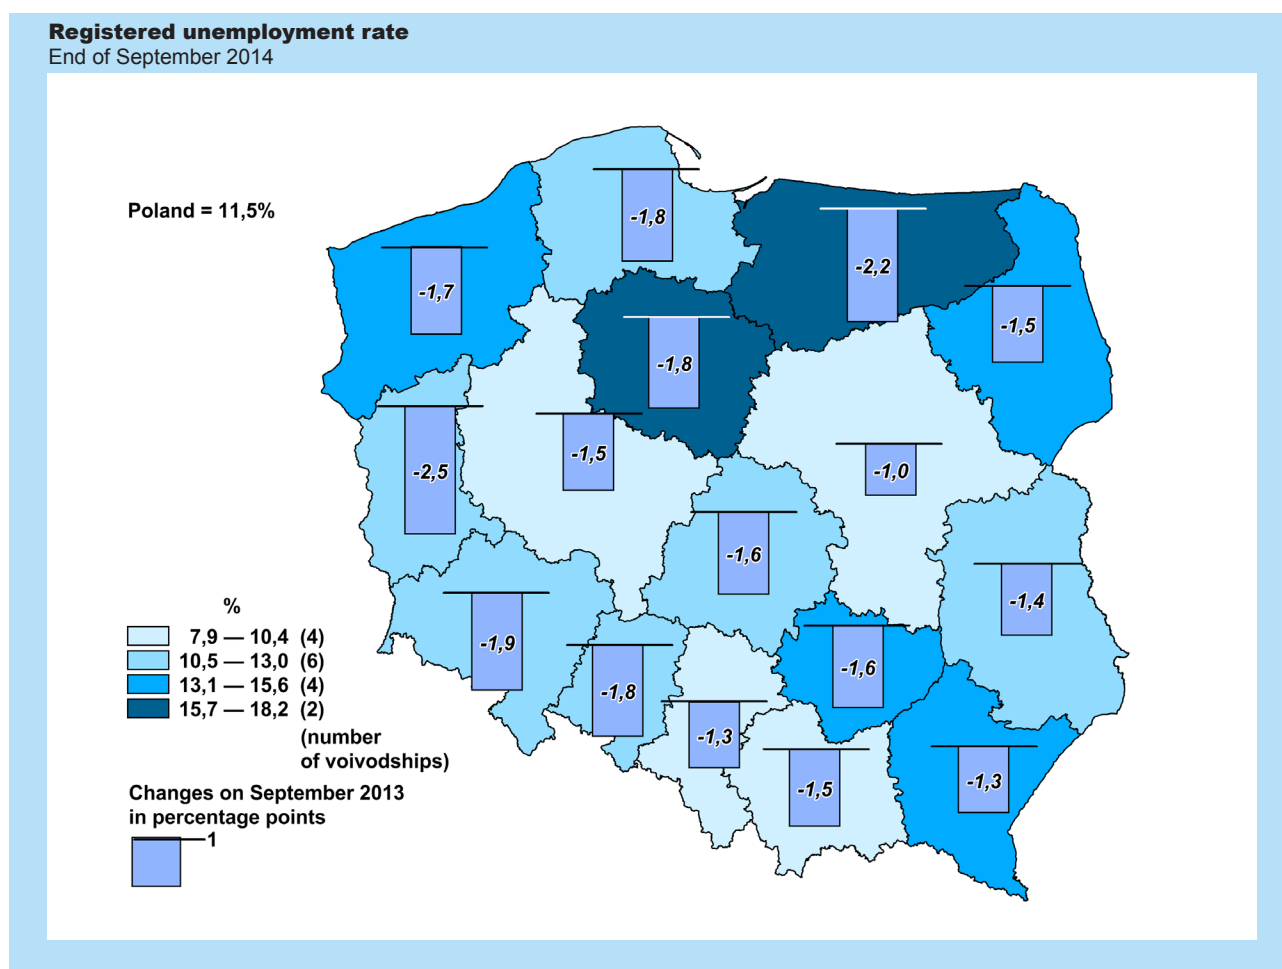 Registered unemployment rate
End of September 2014
Poland = 11,5%
-1,8
-2,2
-1,7
-1,5
-1,8
-1,5
-2,5
-1,0
-1,6
-1,4
-1,9
-1,6
-1,8
-1,3
-1,5
-1,3
%
7,9 — 10,4 (4)
10,5 — 13,0 (6)
13,1 — 15,6 (4)
15,7 — 18,2 (2)
(number
of voivodships)
Changes on September 2013
in percentage points
1